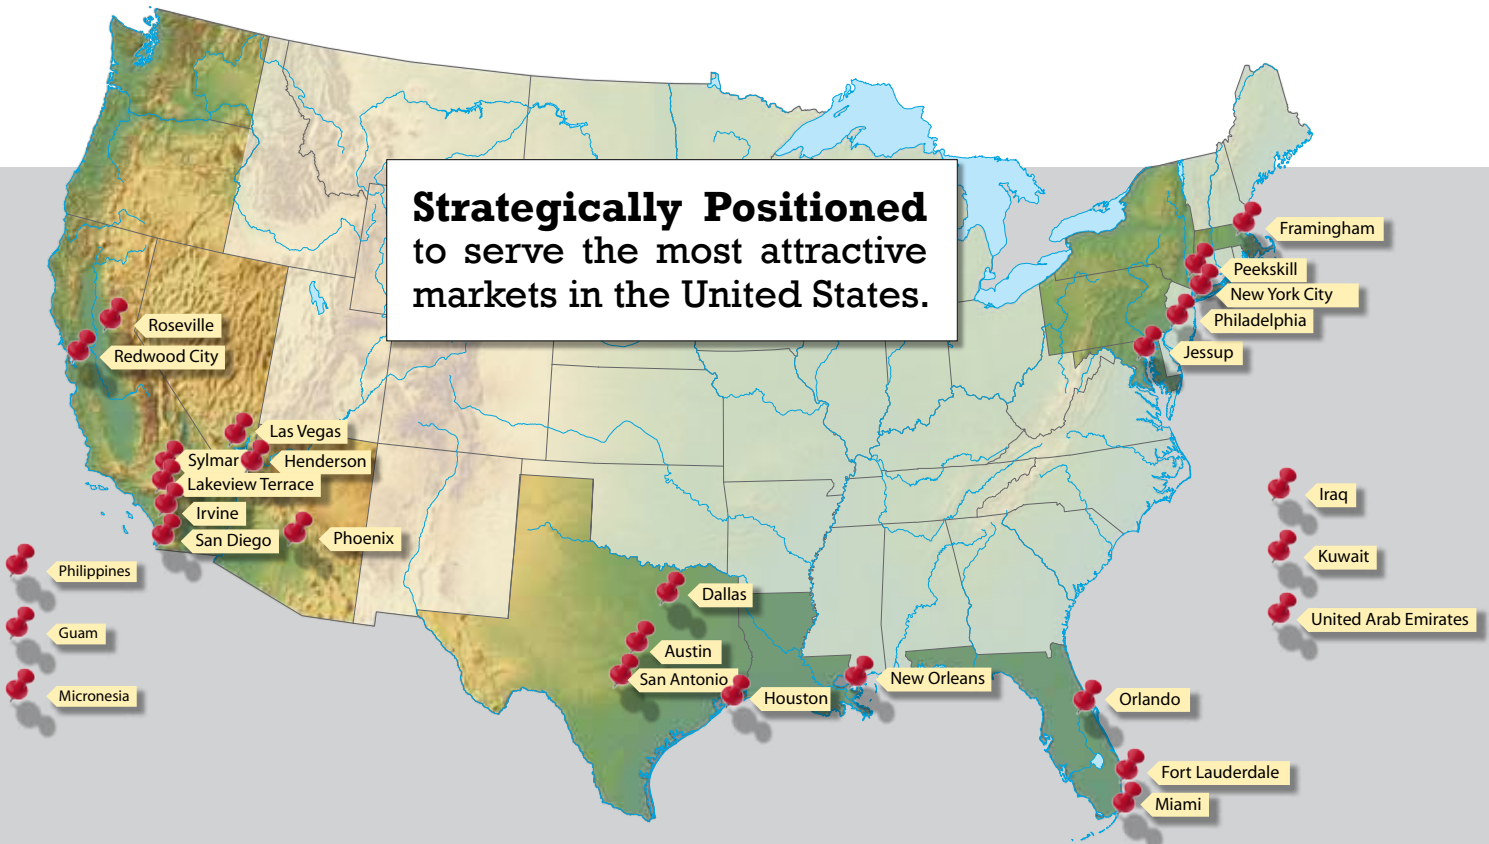 Strategically Positioned
to serve the most attractive
markets in the United States.
Framingham
Peekskill
New York City
Philadelphia
Jessup
Roseville
Redwood City
Las Vegas
Sylmar
Henderson
Lakeview Terrace
Irvine
San Diego
Phoenix
Philippines
Guam
Micronesia
Dallas
Austin
San Antonio
Houston
New Orleans
Orlando
Fort Lauderdale
Miami
Iraq
Kuwait
United Arab Emirates